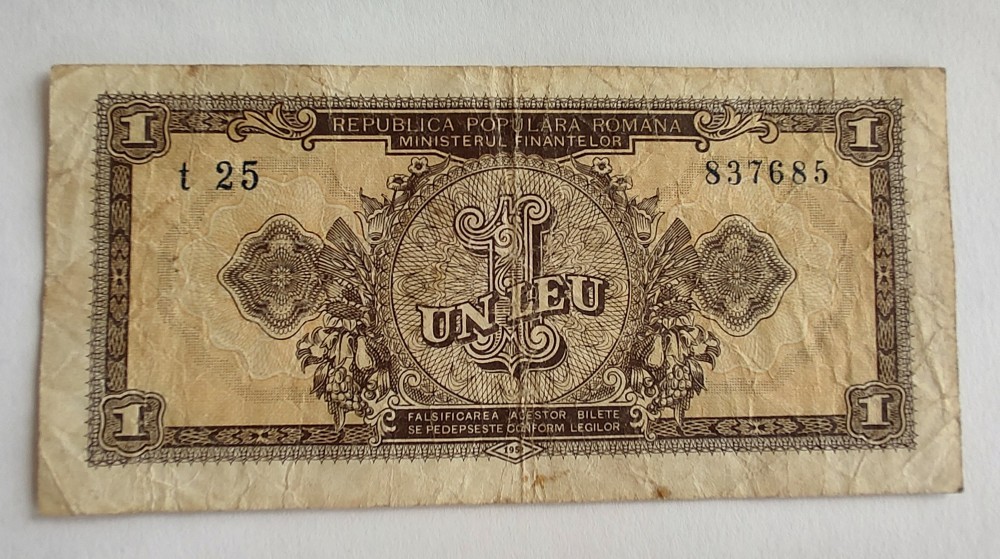 1 1
REPUBLICA POPULARA ROMANA
MINISTERUL FINANTELOR
t 25 837685
1
UN LEU
FALSIFICAREA ACESTOR BILETE
SE PEDEPSESTE CONFORM LEGILOR
1 1